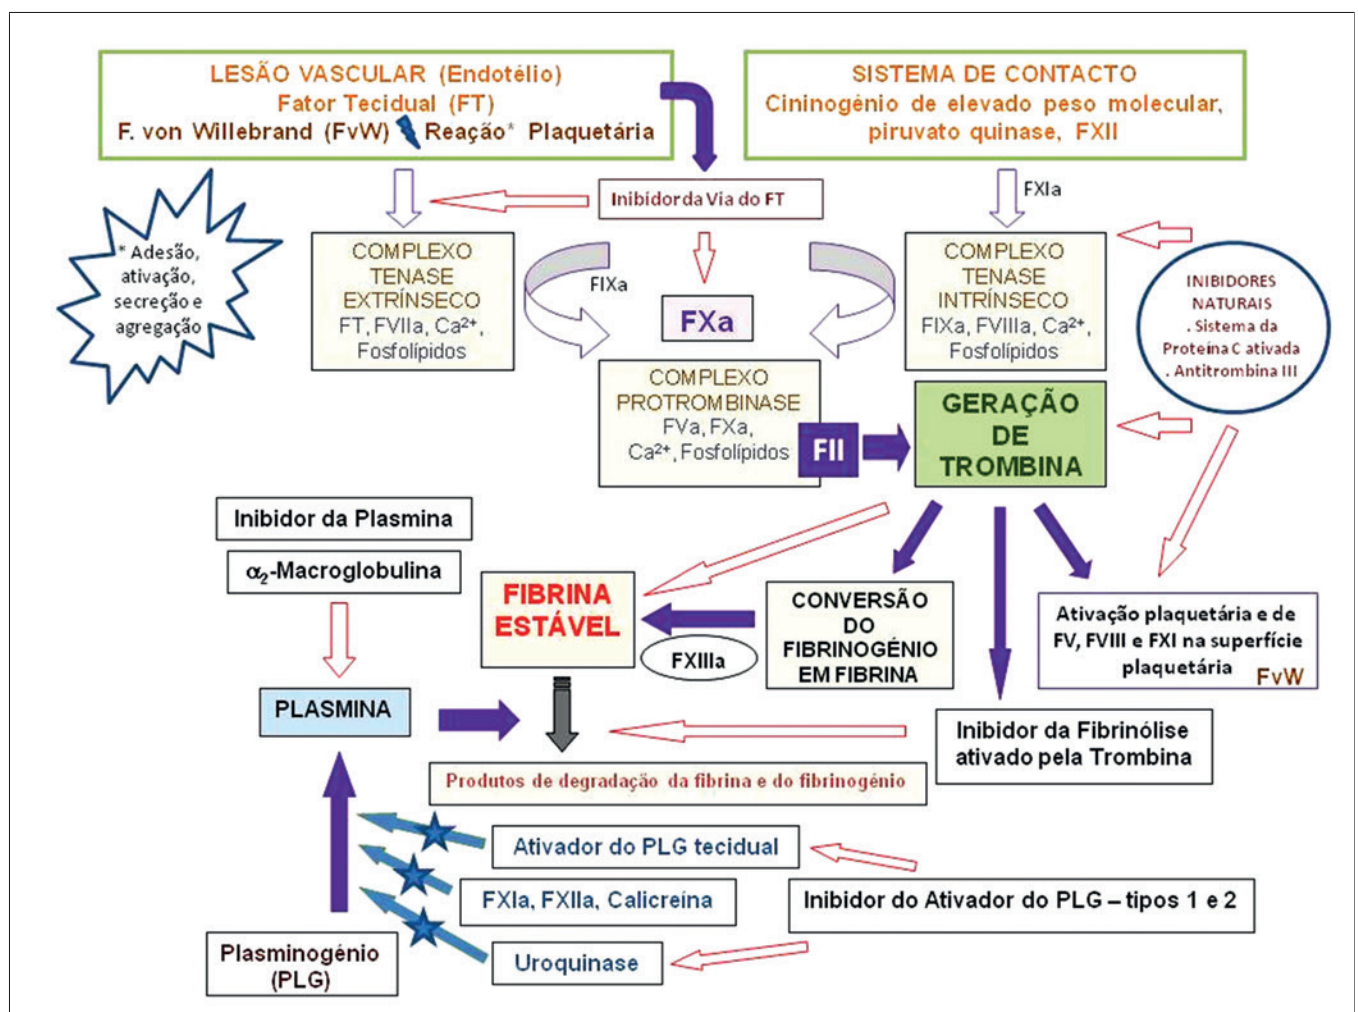 LESÃO VASCULAR (Endotélio)
Fator Tecidual (FT)
F. von Willebrand (FvW) Reação* Plaquetária
SISTEMA DE CONTACTO
Cininogénio de elevado peso molecular,
piruvato quinase, FXII
Inibidor da Via do FT
FXIa
* Adesão,
ativação,
secreção e
agregação
COMPLEXO
TENASE
EXTRÍNSECO
FT, FVIIa, Ca²⁺,
Fosfolípidos
FIXa
FXa
COMPLEXO
TENASE
INTRÍNSECO
FIXa, FVIIIa, Ca²⁺,
Fosfolípidos
INIBIDORES
NATURAIS
. Sistema da
Proteína C ativada
. Antitrombina III
COMPLEXO
PROTROMBINASE
FVa, FXa,
Ca²⁺, Fosfolípidos
FII
GERAÇÃO
DE
TROMBINA
Inibidor da Plasmina
α₂-Macroglobulina
FIBRINA
ESTÁVEL
FXIIIa
CONVERSÃO
DO
FIBRINOGÉNIO
EM FIBRINA
Ativação plaquetária e de
FV, FVIII e FXI na superfície
plaquetária
FvW
PLASMINA
Inibidor da Fibrinólise
ativado pela Trombina
Produtos de degradação da fibrina e do fibrinogénio
Ativador do PLG tecidual
FXIa, FXIIa, Calicreína
Inibidor do Ativador do PLG – tipos 1 e 2
Plasminogénio
(PLG)
Uroquinase